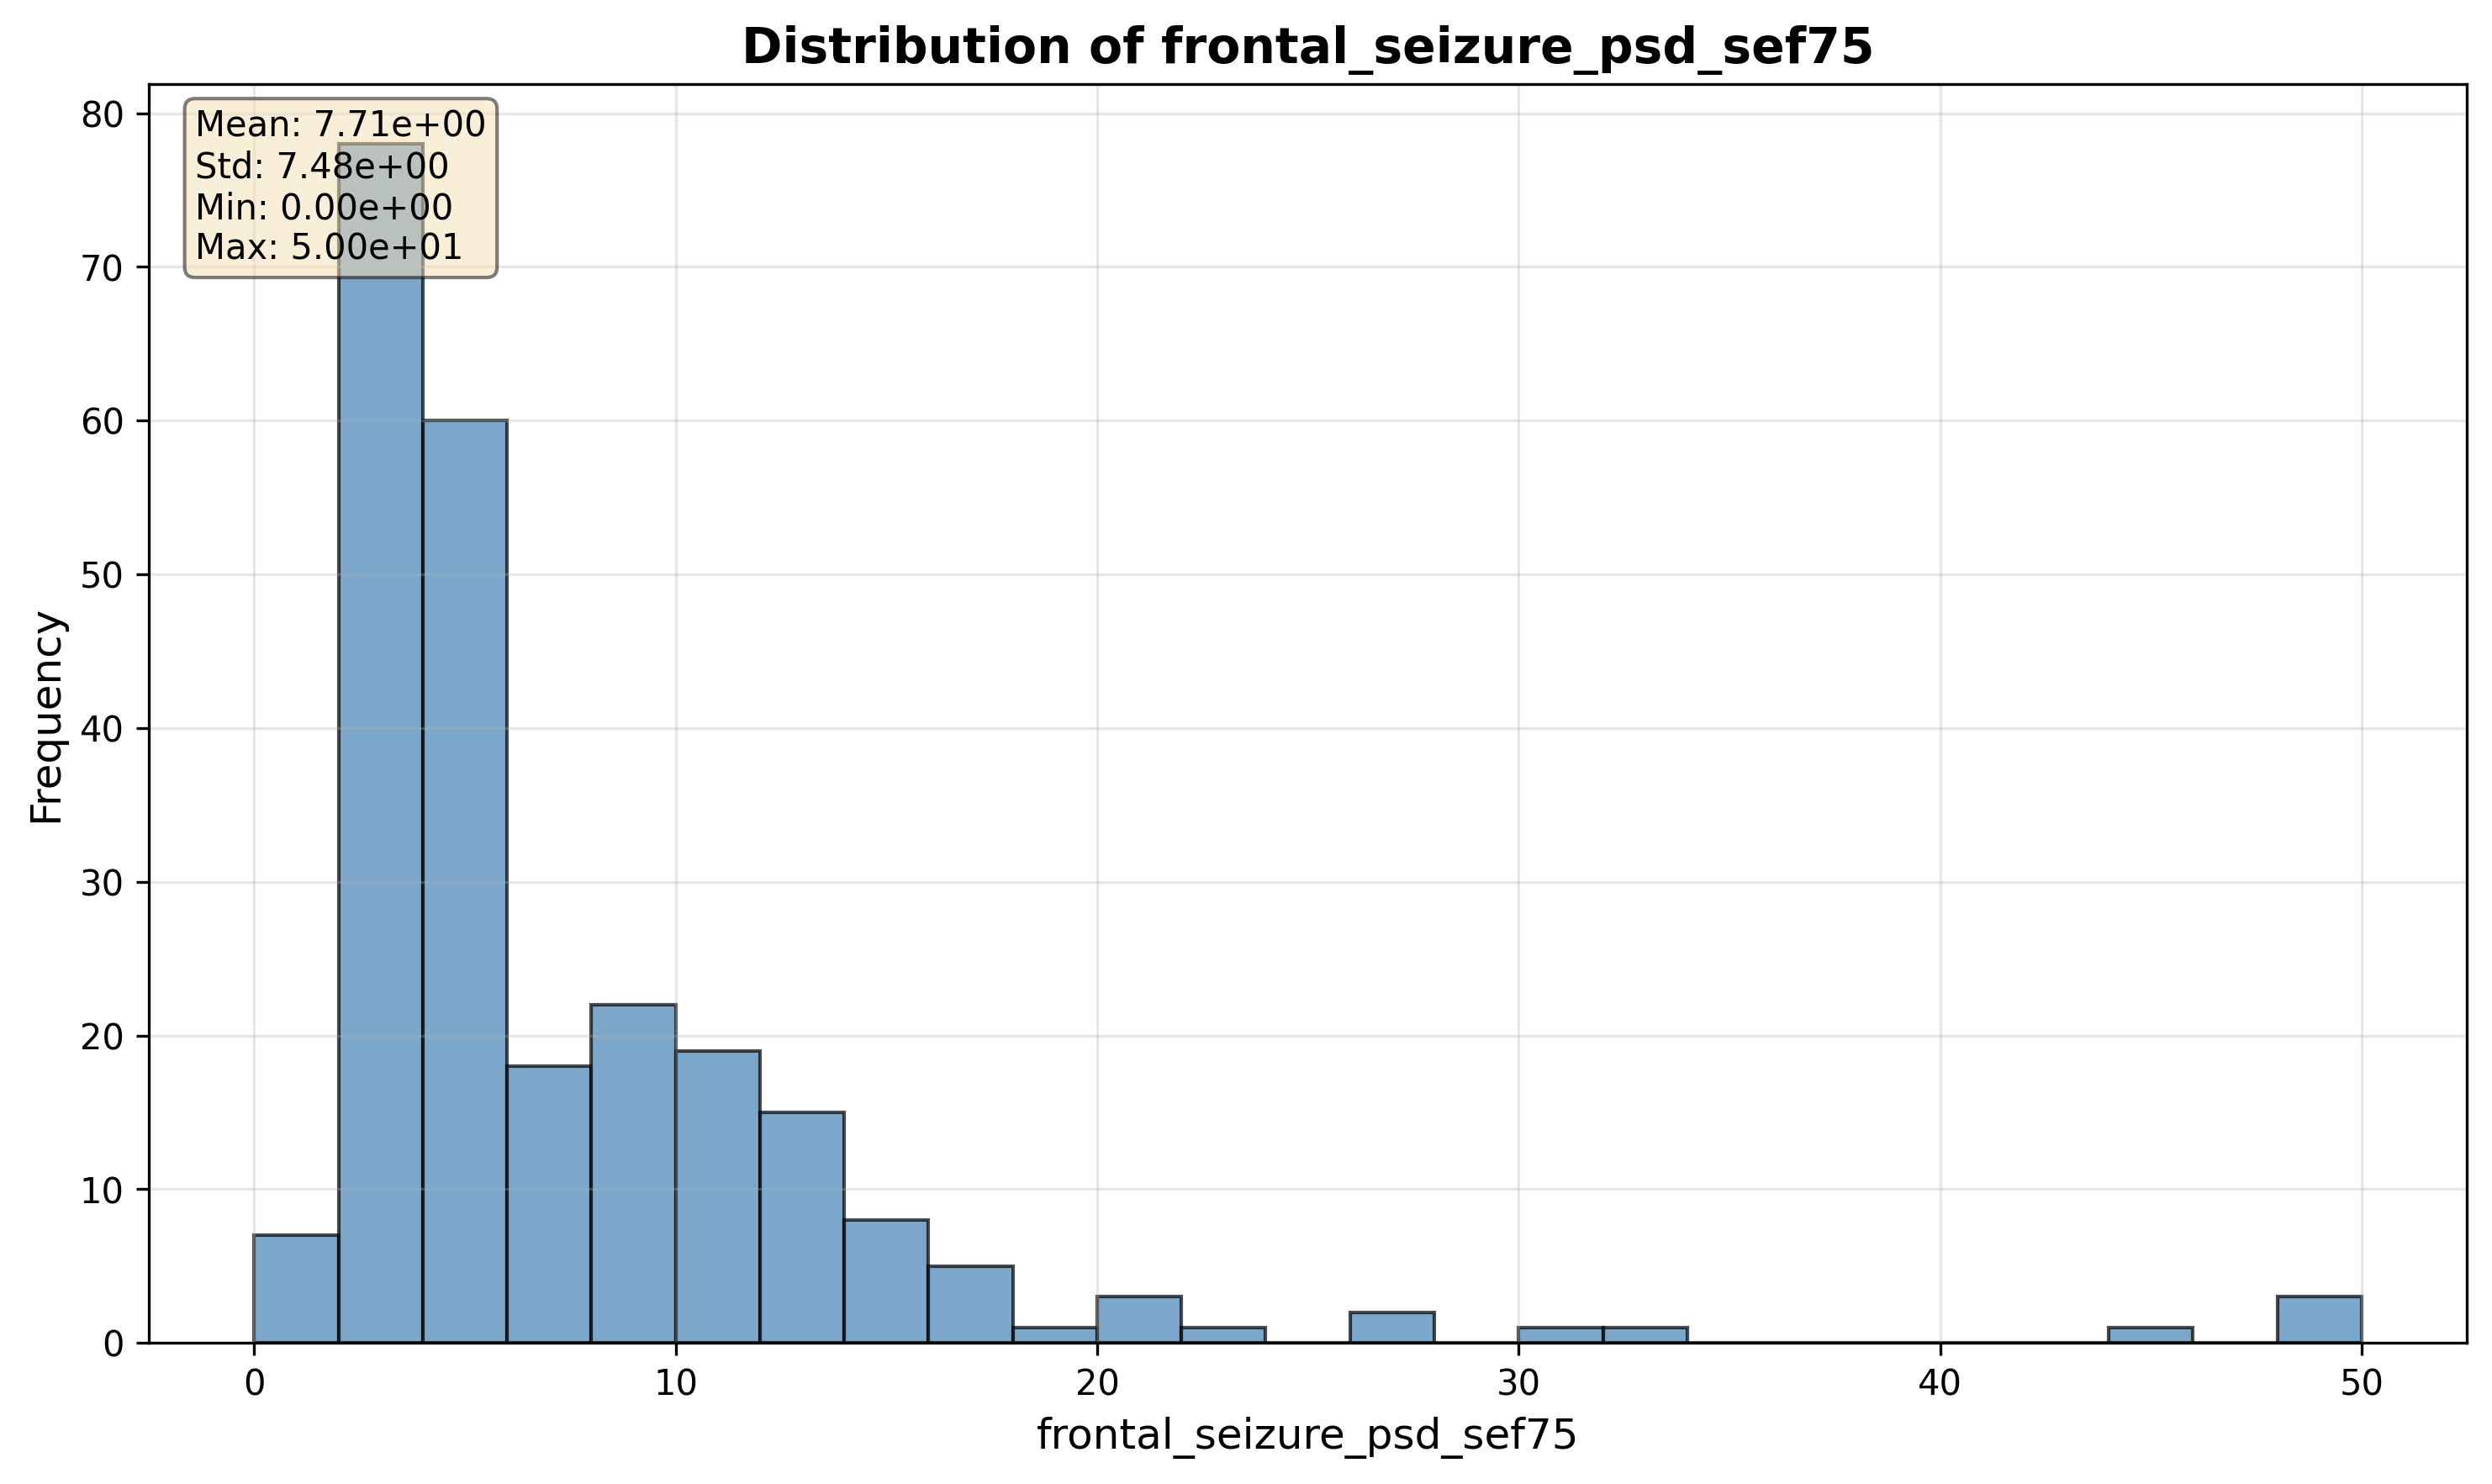 Distribution of frontal_seizure_psd_sef75
Mean: 7.71e+00
Std: 7.48e+00
Min: 0.00e+00
Max: 5.00e+01
80
70
60
50
40
30
20
10
0
Frequency
0 10 20 30 40 50
frontal_seizure_psd_sef75